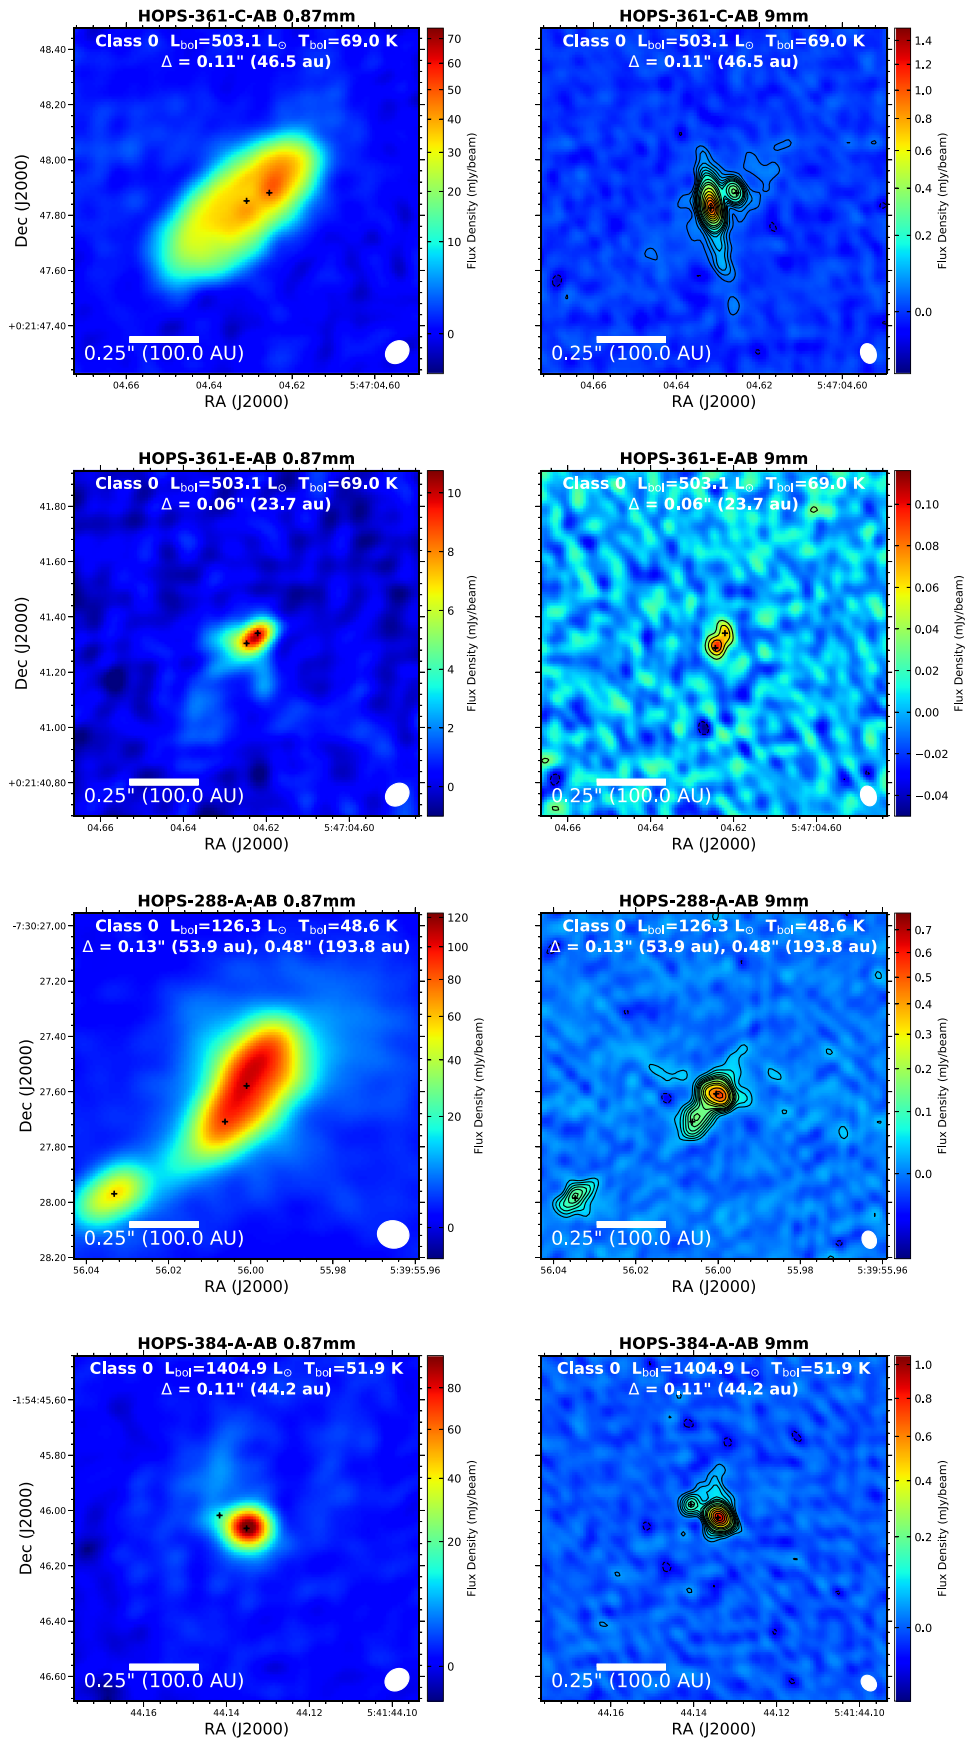 HOPS-361-C-AB 0.87mm
Class 0 L_bol=503.1 L⊙ T_bol=69.0 K
Δ = 0.11" (46.5 au)
48.40
48.20
48.00
47.80
47.60
+0:21:47.40
Dec (J2000)
0.25" (100.0 AU)
04.66 04.64 04.62 5:47:04.60
RA (J2000)
70
60
50
40
30
20
10
0
Flux Density (mJy/beam)
HOPS-361-C-AB 9mm
Class 0 L_bol=503.1 L⊙ T_bol=69.0 K
Δ = 0.11" (46.5 au)
0.25" (100.0 AU)
04.66 04.64 04.62 5:47:04.60
RA (J2000)
1.4
1.2
1.0
0.8
0.6
0.4
0.2
0.0
Flux Density (mJy/beam)
HOPS-361-E-AB 0.87mm
Class 0 L_bol=503.1 L⊙ T_bol=69.0 K
Δ = 0.06" (23.7 au)
41.80
41.60
41.40
41.20
41.00
+0:21:40.80
Dec (J2000)
0.25" (100.0 AU)
04.66 04.64 04.62 5:47:04.60
RA (J2000)
10
8
6
4
2
0
Flux Density (mJy/beam)
HOPS-361-E-AB 9mm
Class 0 L_bol=503.1 L⊙ T_bol=69.0 K
Δ = 0.06" (23.7 au)
0.25" (100.0 AU)
04.66 04.64 04.62 5:47:04.60
RA (J2000)
0.10
0.08
0.06
0.04
0.02
0.00
−0.02
−0.04
Flux Density (mJy/beam)
HOPS-288-A-AB 0.87mm
Class 0 L_bol=126.3 L⊙ T_bol=48.6 K
Δ = 0.13" (53.9 au), 0.48" (193.8 au)
-7:30:27.00
27.20
27.40
27.60
27.80
28.00
28.20
Dec (J2000)
0.25" (100.0 AU)
56.04 56.02 56.00 55.98 5:39:55.96
RA (J2000)
120
100
80
60
40
20
0
Flux Density (mJy/beam)
HOPS-288-A-AB 9mm
Class 0 L_bol=126.3 L⊙ T_bol=48.6 K
Δ = 0.13" (53.9 au), 0.48" (193.8 au)
0.25" (100.0 AU)
56.04 56.02 56.00 55.98 5:39:55.96
RA (J2000)
0.7
0.6
0.5
0.4
0.3
0.2
0.1
0.0
Flux Density (mJy/beam)
HOPS-384-A-AB 0.87mm
Class 0 L_bol=1404.9 L⊙ T_bol=51.9 K
Δ = 0.11" (44.2 au)
-1:54:45.60
45.80
46.00
46.20
46.40
46.60
Dec (J2000)
0.25" (100.0 AU)
44.16 44.14 44.12 5:41:44.10
RA (J2000)
80
60
40
20
0
Flux Density (mJy/beam)
HOPS-384-A-AB 9mm
Class 0 L_bol=1404.9 L⊙ T_bol=51.9 K
Δ = 0.11" (44.2 au)
0.25" (100.0 AU)
44.16 44.14 44.12 5:41:44.10
RA (J2000)
1.0
0.8
0.6
0.4
0.2
0.0
Flux Density (mJy/beam)